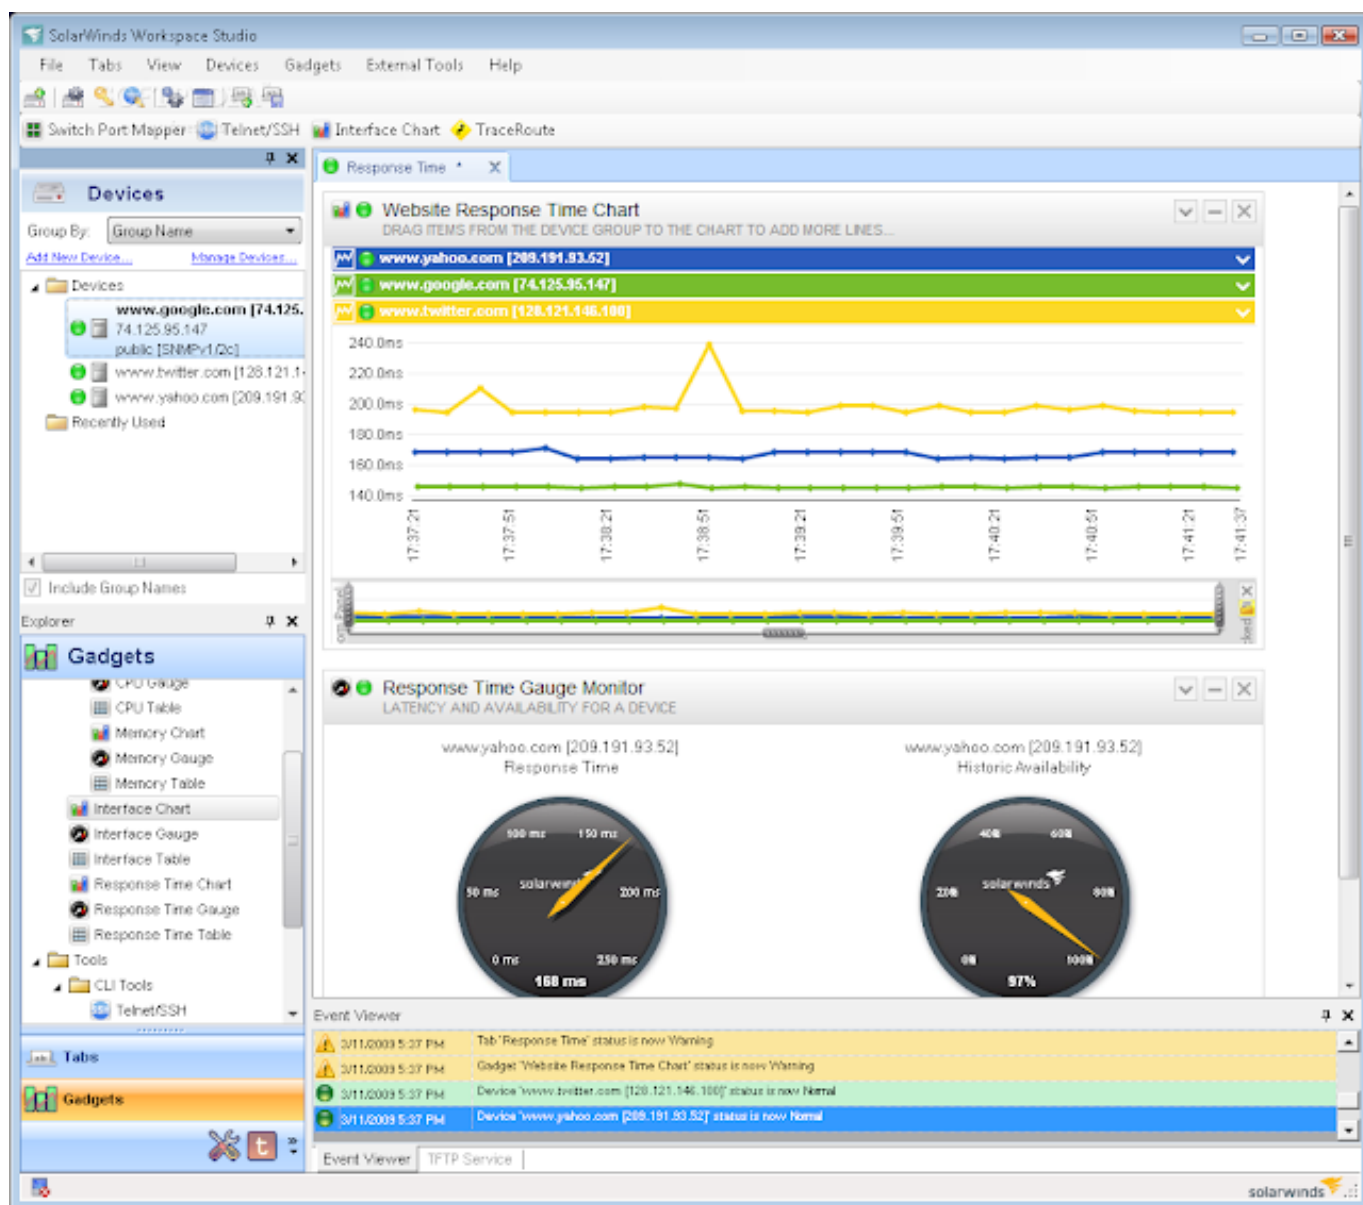 SolarWinds Workspace Studio
File Tabs View Devices Gadgets External Tools Help
Switch Port Mapper Telnet/SSH Interface Chart TraceRoute
Devices
Group By: Group Name
Add New Device... Manage Devices...
Devices
www.google.com [74.125.
74.125.95.147
public [SNMPv1/2c]
www.twitter.com [128.121.1
www.yahoo.com [209.191.93
Recently Used
Include Group Names
Explorer
Gadgets
CPU Gauge
CPU Table
Memory Chart
Memory Gauge
Memory Table
Interface Chart
Interface Gauge
Interface Table
Response Time Chart
Response Time Gauge
Response Time Table
Tools
CLI Tools
Telnet/SSH
Tabs
Gadgets
Response Time *
Website Response Time Chart
DRAG ITEMS FROM THE DEVICE GROUP TO THE CHART TO ADD MORE LINES...
www.yahoo.com [209.191.93.52]
www.google.com [74.125.95.147]
www.twitter.com [128.121.146.100]
240.0ms
220.0ms
200.0ms
180.0ms
160.0ms
140.0ms
17:37:21 17:37:51 17:38:21 17:38:51 17:39:21 17:39:51 17:40:21 17:40:51 17:41:21 17:41:37
Response Time Gauge Monitor
LATENCY AND AVAILABILITY FOR A DEVICE
www.yahoo.com [209.191.93.52]
Response Time
100 ms 150 ms
50 ms solarwinds 200 ms
0 ms 250 ms
168 ms
www.yahoo.com [209.191.93.52]
Historic Availability
40% 60%
20% solarwinds 80%
0% 100%
97%
Event Viewer
3/11/2009 5:37 PM Tab 'Response Time' status is now Warning
3/11/2009 5:37 PM Gadget 'Website Response Time Chart' status is now Warning
3/11/2009 5:37 PM Device 'www.twitter.com [128.121.146.100]' status is now Normal
3/11/2009 5:37 PM Device 'www.yahoo.com [209.191.93.52]' status is now Normal
Event Viewer TFTP Service
solarwinds